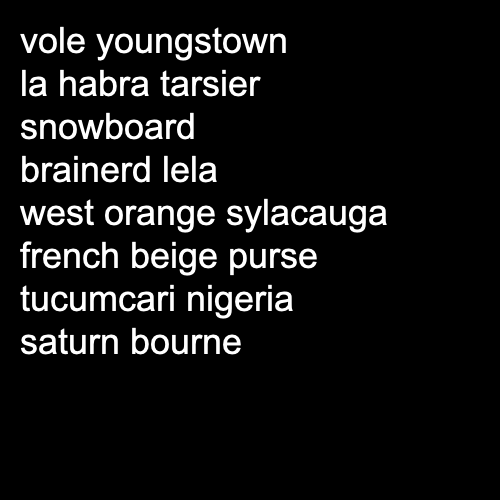 vole youngstown
la habra tarsier
snowboard
brainerd lela
west orange sylacauga
french beige purse
tucumcari nigeria
saturn bourne